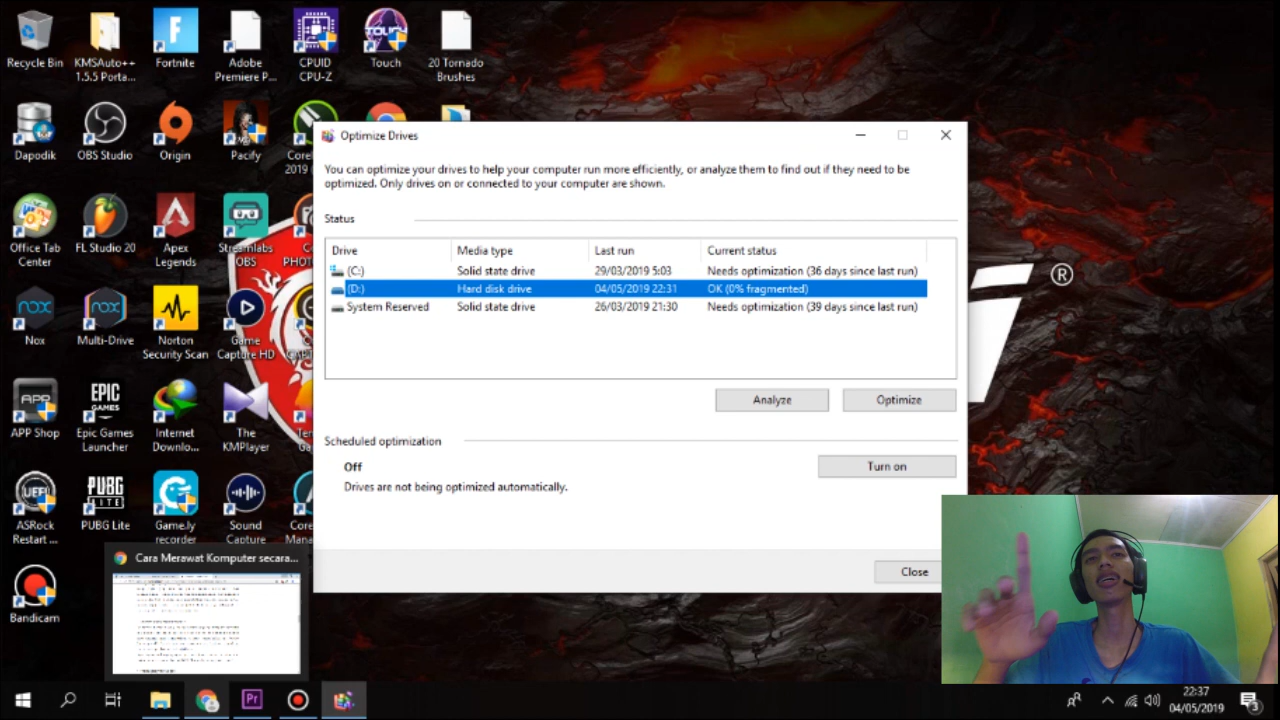 Recycle Bin
KMSAuto++
1.5.5 Porta...
Fortnite
Adobe
Premiere P...
CPUID
CPU-Z
Touch
20 Tornado
Brushes
Dapodik
OBS Studio
Origin
Pacify
Corel
2019 (
Office Tab
Center
FL Studio 20
Apex
Legends
Streamlabs
OBS
PHOT
Nox
Multi-Drive
Norton
Security Scan
Game
Capture HD
APP Shop
Epic Games
Launcher
Internet
Downlo...
The
KMPlayer
Ten
Ga
ASRock
Restart ...
PUBG Lite
Game.ly
recorder
Sound
Capture
Core
Mana
Bandicam
Optimize Drives
You can optimize your drives to help your computer run more efficiently, or analyze them to find out if they need to be
optimized. Only drives on or connected to your computer are shown.
Status
Drive Media type Last run Current status
(C:) Solid state drive 29/03/2019 5:03 Needs optimization (36 days since last run)
(D:) Hard disk drive 04/05/2019 22:31 OK (0% fragmented)
System Reserved Solid state drive 26/03/2019 21:30 Needs optimization (39 days since last run)
Analyze Optimize
Scheduled optimization
Off
Turn on
Drives are not being optimized automatically.
Close
®
Cara Merawat Komputer secara...
22:37
04/05/2019